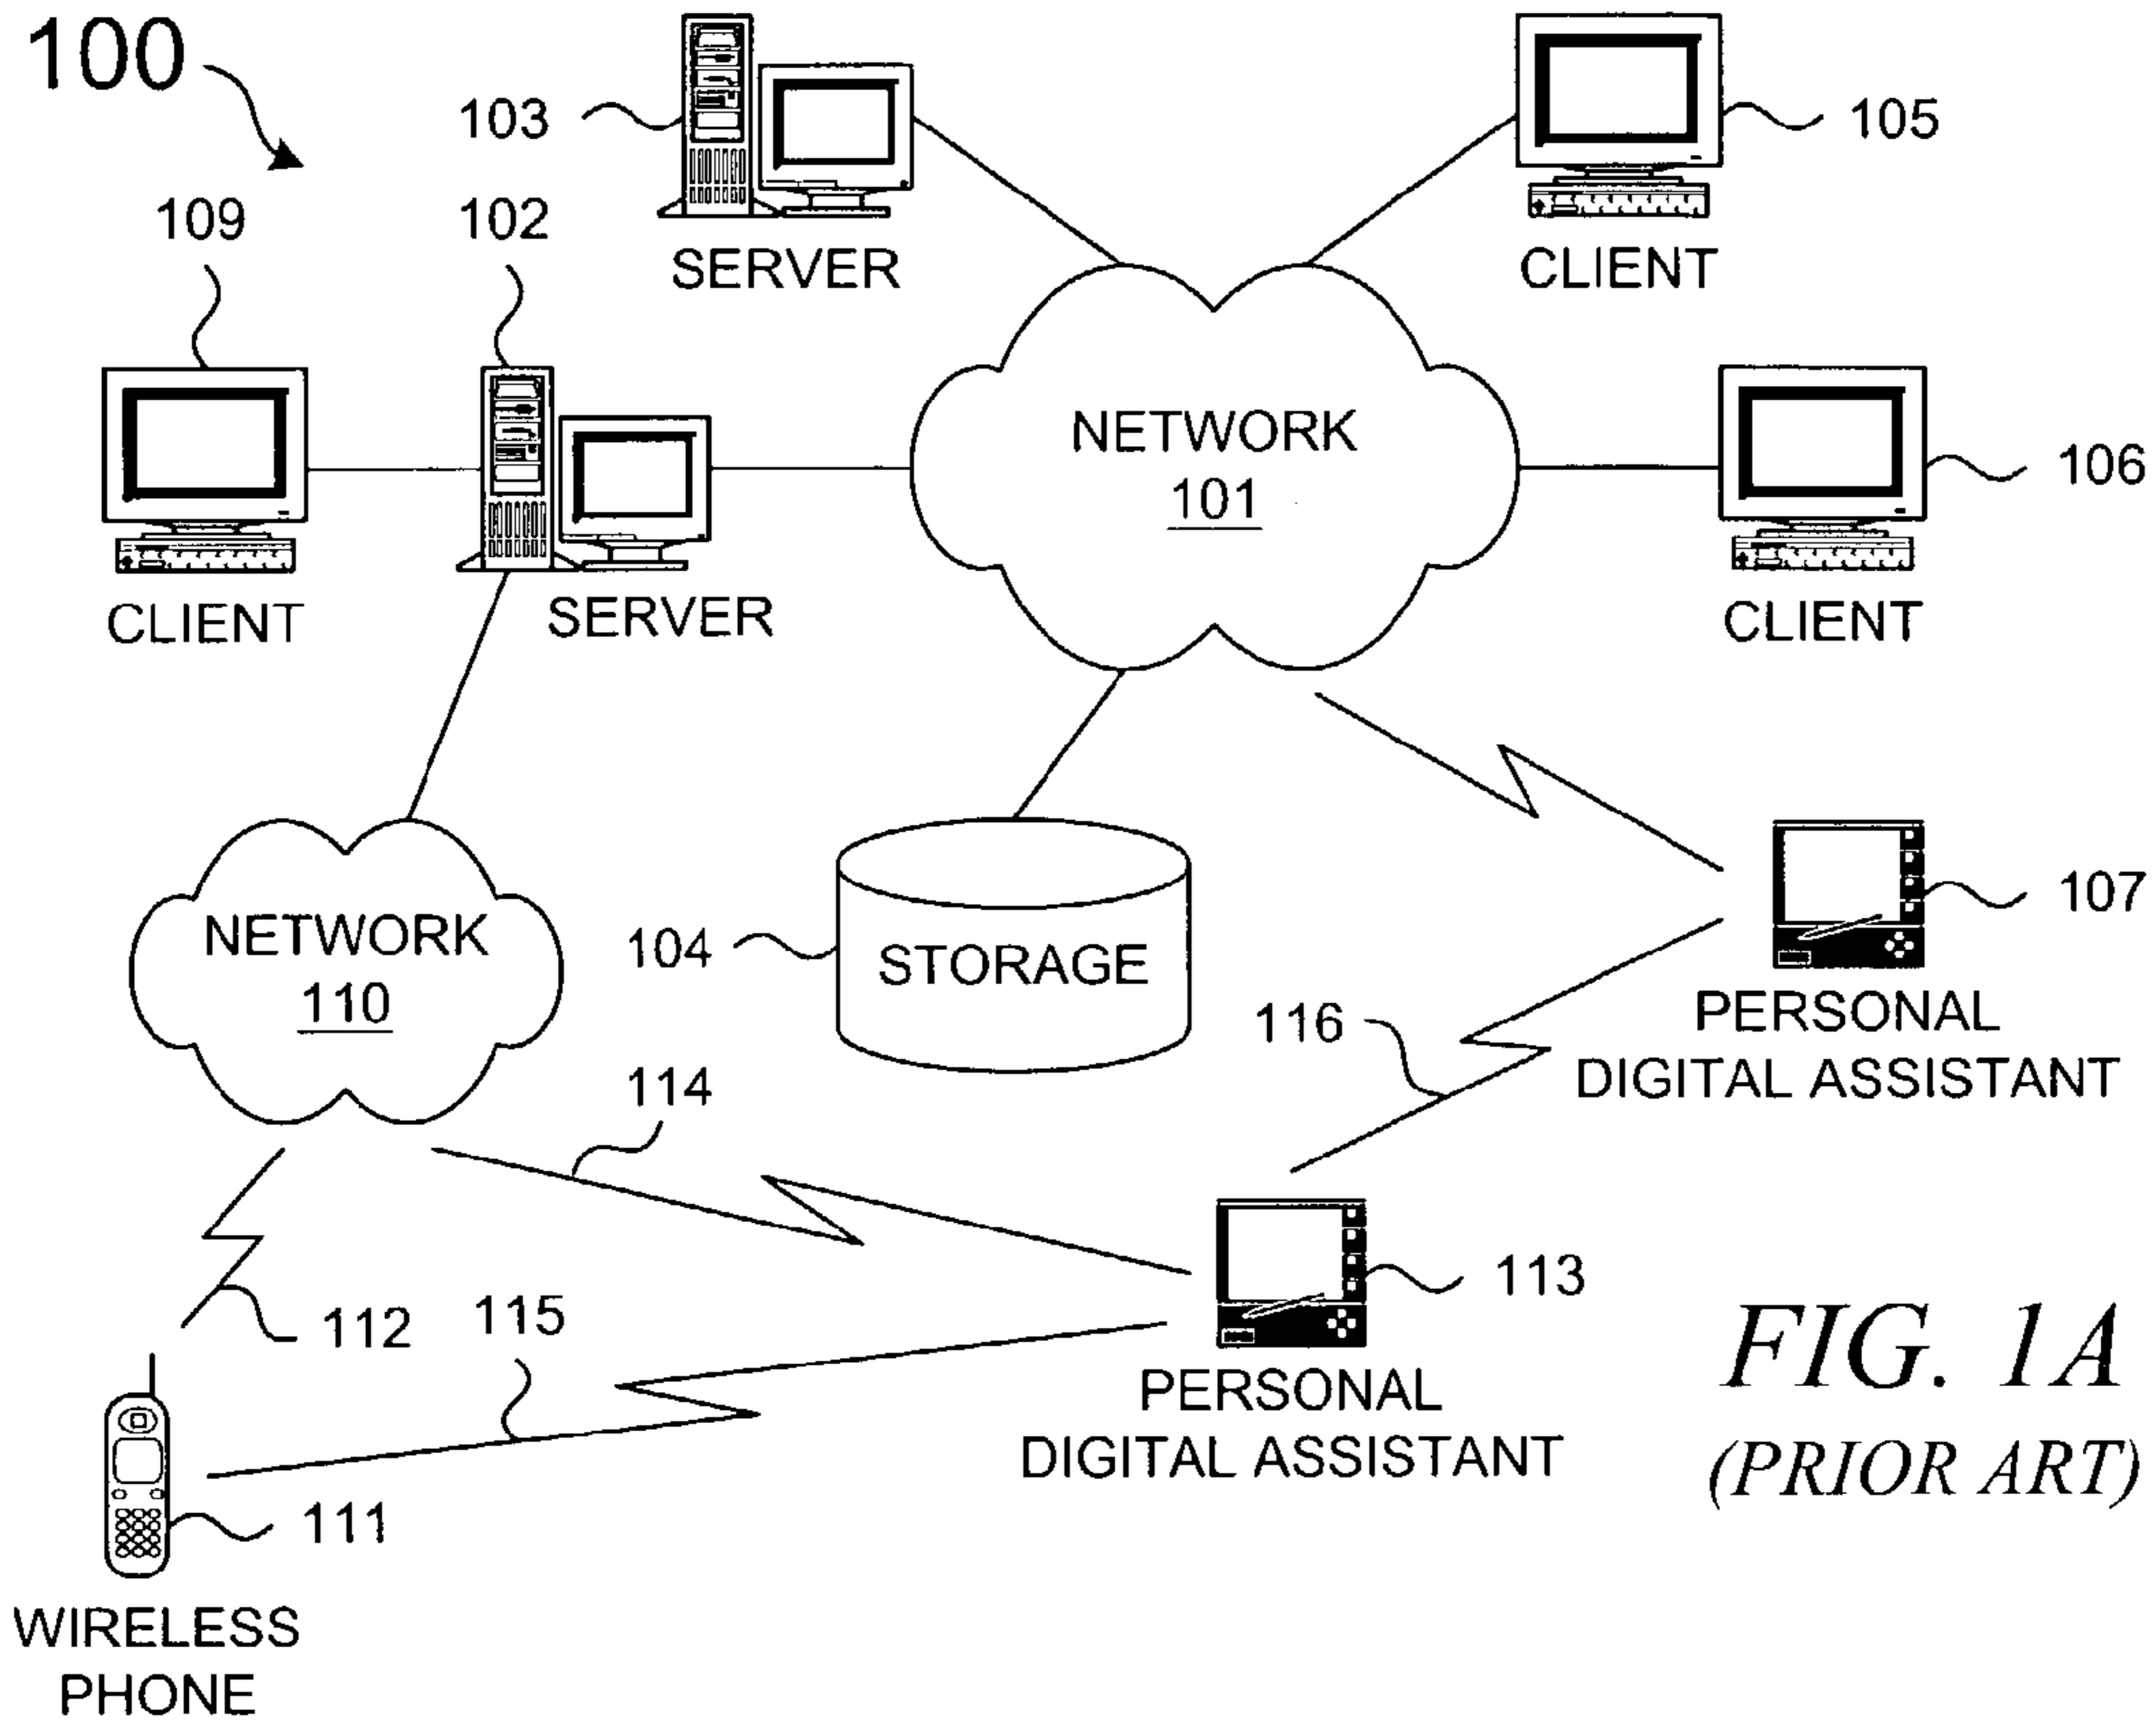 100
103
105
109
102
SERVER
CLIENT
NETWORK
101
106
CLIENT
SERVER
CLIENT
NETWORK
110
104
STORAGE
107
PERSONAL
DIGITAL ASSISTANT
116
114
113
112
115
PERSONAL
DIGITAL ASSISTANT
111
WIRELESS
PHONE
FIG. 1A
(PRIOR ART)